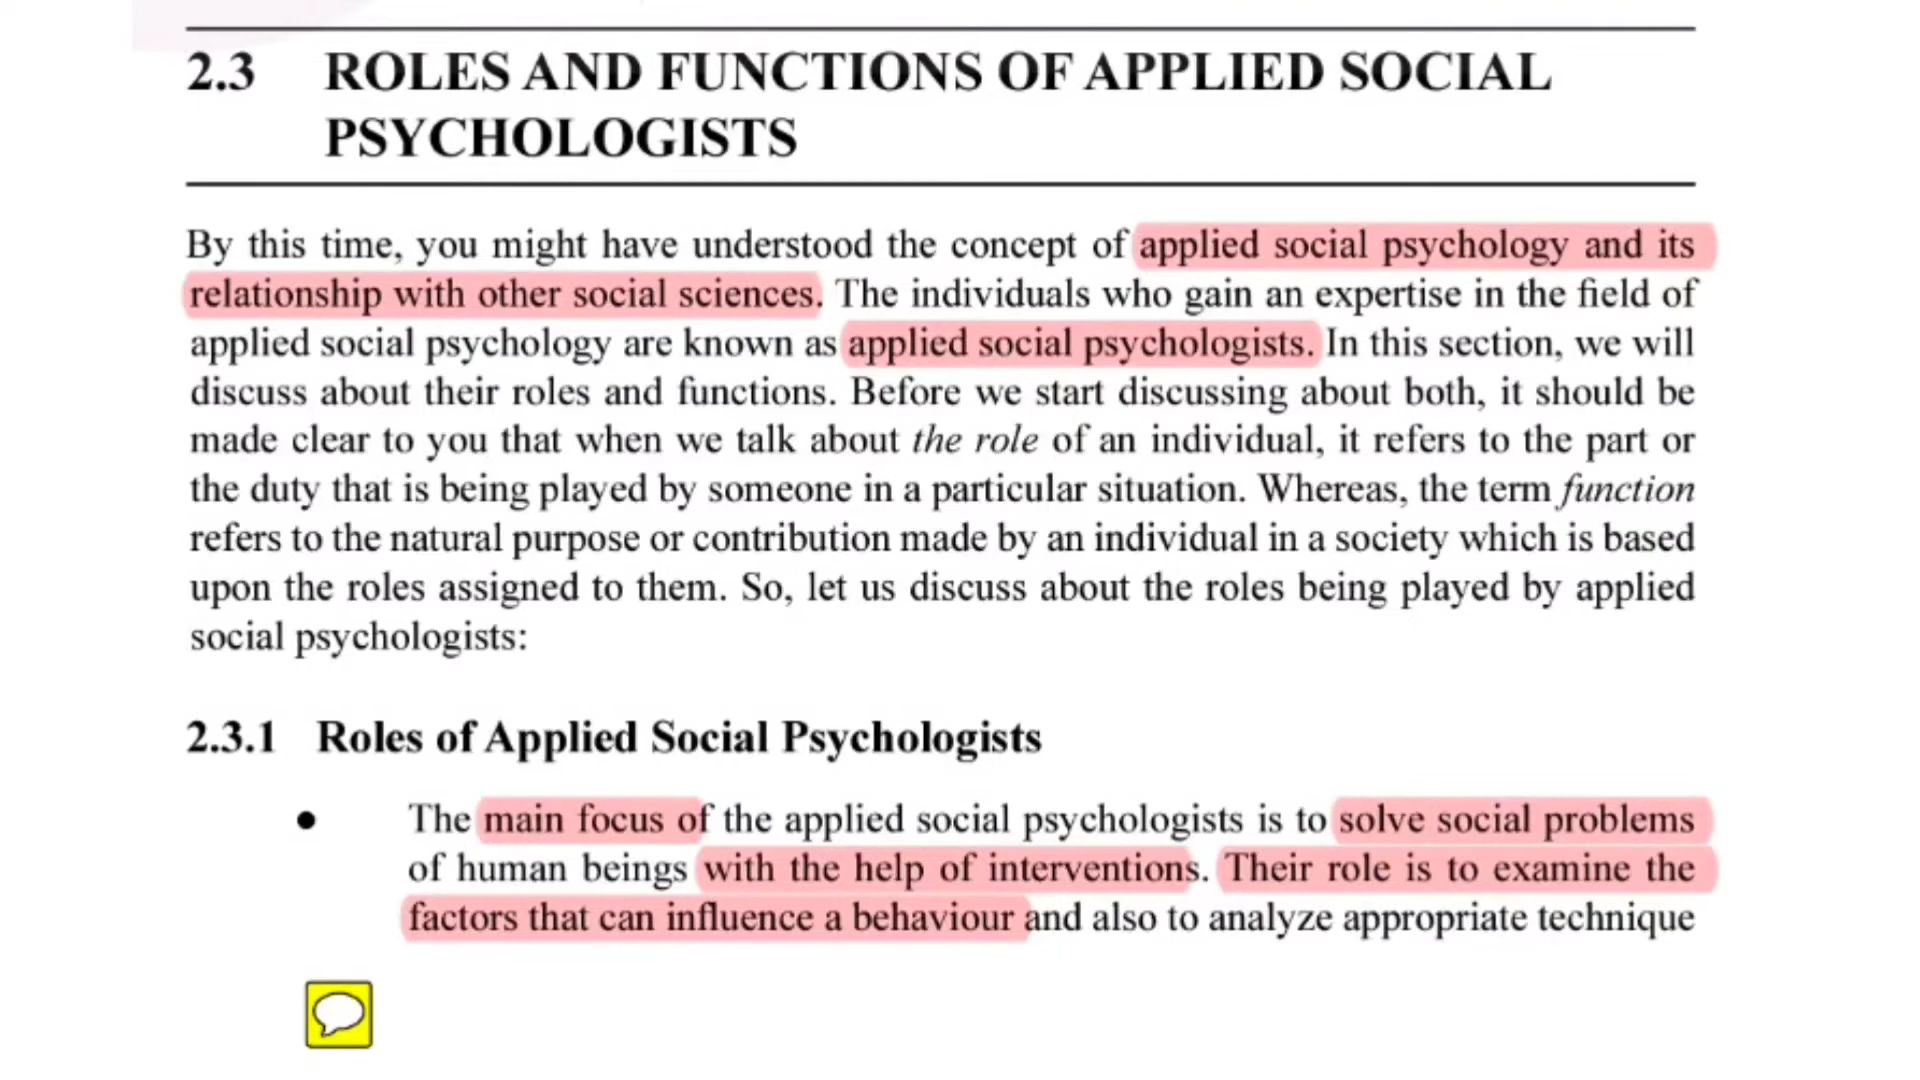 2.3 ROLES AND FUNCTIONS OF APPLIED SOCIAL
PSYCHOLOGISTS
By this time, you might have understood the concept of applied social psychology and its
relationship with other social sciences. The individuals who gain an expertise in the field of
applied social psychology are known as applied social psychologists. In this section, we will
discuss about their roles and functions. Before we start discussing about both, it should be
made clear to you that when we talk about the role of an individual, it refers to the part or
the duty that is being played by someone in a particular situation. Whereas, the term function
refers to the natural purpose or contribution made by an individual in a society which is based
upon the roles assigned to them. So, let us discuss about the roles being played by applied
social psychologists:
2.3.1 Roles of Applied Social Psychologists
● The main focus of the applied social psychologists is to solve social problems
of human beings with the help of interventions. Their role is to examine the
factors that can influence a behaviour and also to analyze appropriate technique